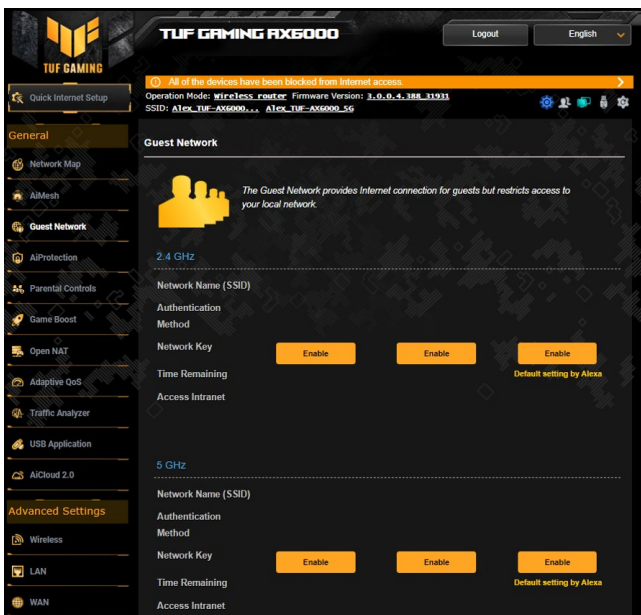 TUF GAMING
TUF GAMING AX6000
Logout
English
All of the devices have been blocked from Internet access.
Quick Internet Setup
Operation Mode: Wireless router Firmware Version: 3.0.0.4.388_31931
SSID: Alex_TUF-AX6000... Alex_TUF-AX6000_5G
General
Network Map
AiMesh
Guest Network
AiProtection
Parental Controls
Game Boost
Open NAT
Adaptive QoS
Traffic Analyzer
USB Application
AiCloud 2.0
Advanced Settings
Wireless
LAN
WAN
Guest Network
The Guest Network provides Internet connection for guests but restricts access to
your local network.
2.4 GHz
Network Name (SSID)
Authentication
Method
Network Key
Enable Enable Enable
Time Remaining
Default setting by Alexa
Access Intranet
5 GHz
Network Name (SSID)
Authentication
Method
Network Key
Enable Enable Enable
Time Remaining
Default setting by Alexa
Access Intranet